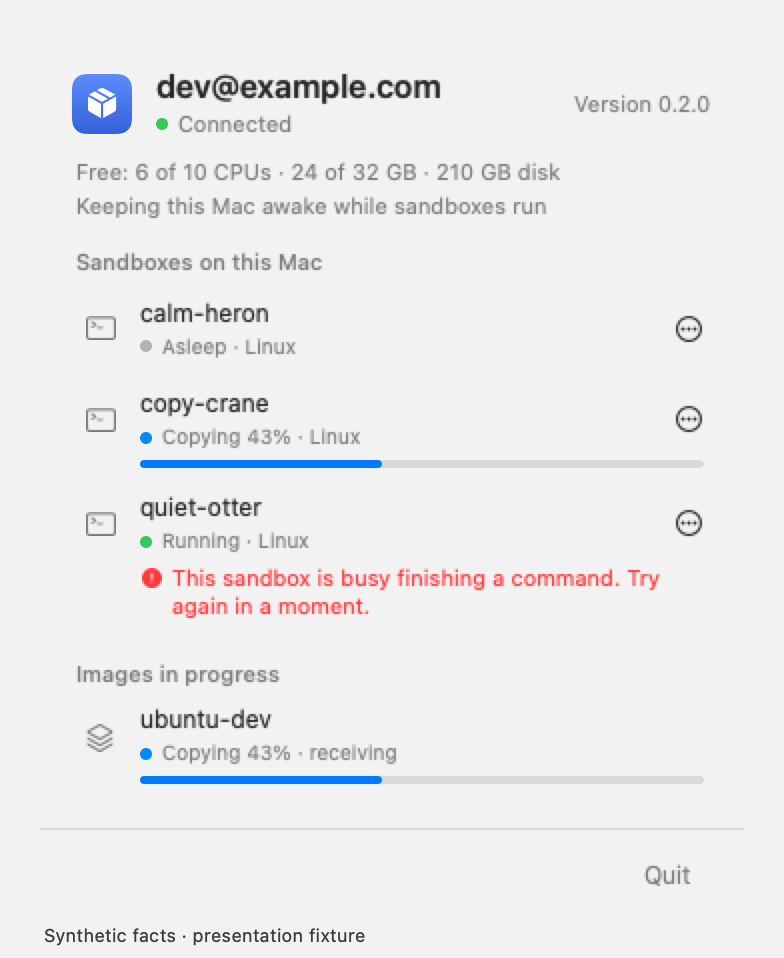 dev@example.com
Version 0.2.0
Connected
Free: 6 of 10 CPUs · 24 of 32 GB · 210 GB disk
Keeping this Mac awake while sandboxes run
Sandboxes on this Mac
calm-heron
Asleep · Linux
copy-crane
Copying 43% · Linux
quiet-otter
Running · Linux
This sandbox is busy finishing a command. Try
again in a moment.
Images in progress
ubuntu-dev
Copying 43% · receiving
Quit
Synthetic facts · presentation fixture